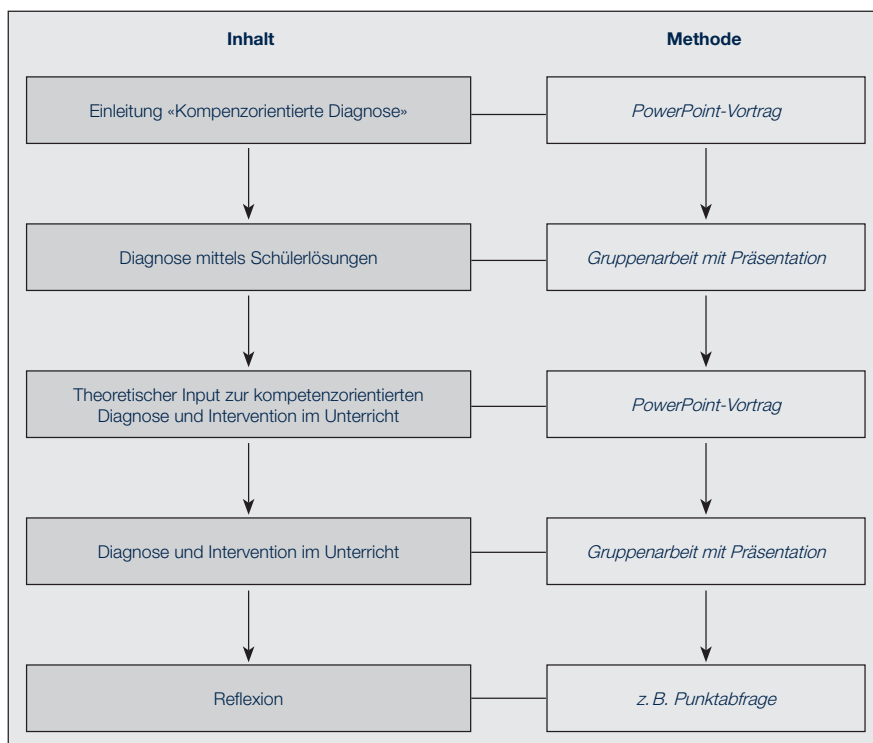 Inhalt
Methode
Einleitung «Kompenzorientierte Diagnose»
PowerPoint-Vortrag
Diagnose mittels Schülerlösungen
Gruppenarbeit mit Präsentation
Theoretischer Input zur kompetenzorientierten
Diagnose und Intervention im Unterricht
PowerPoint-Vortrag
Diagnose und Intervention im Unterricht
Gruppenarbeit mit Präsentation
Reflexion
z. B. Punktabfrage